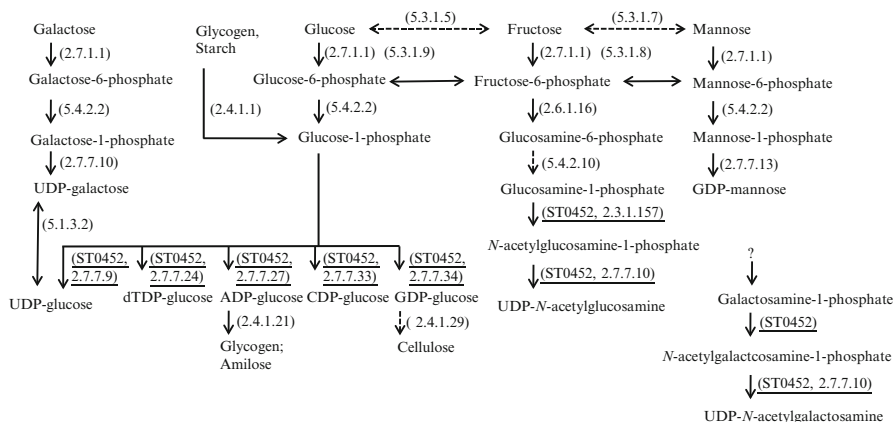 (5.3.1.5) (5.3.1.7)
Galactose Glycogen, Glucose Fructose Mannose
Starch
(2.7.1.1) (2.7.1.1) (5.3.1.9) (2.7.1.1) (5.3.1.8) (2.7.1.1)
Galactose-6-phosphate Glucose-6-phosphate Fructose-6-phosphate Mannose-6-phosphate
(5.4.2.2) (2.4.1.1) (5.4.2.2) (2.6.1.16) (5.4.2.2)
Galactose-1-phosphate Glucose-1-phosphate Glucosamine-6-phosphate Mannose-1-phosphate
(2.7.7.10) (5.4.2.10) (2.7.7.13)
UDP-galactose Glucosamine-1-phosphate GDP-mannose
(5.1.3.2) (ST0452, 2.3.1.157)
N-acetylglucosamine-1-phosphate
(ST0452, (ST0452, (ST0452, (ST0452, (ST0452, ?
2.7.7.9) 2.7.7.24) 2.7.7.27) 2.7.7.33) 2.7.7.34) (ST0452, 2.7.7.10)
UDP-glucose dTDP-glucose ADP-glucose CDP-glucose GDP-glucose UDP-N-acetylglucosamine Galactosamine-1-phosphate
(2.4.1.21) ( 2.4.1.29) (ST0452)
Glycogen; Cellulose
Amilose
N-acetylgalactcosamine-1-phosphate
(ST0452, 2.7.7.10)
UDP-N-acetylgalactosamine